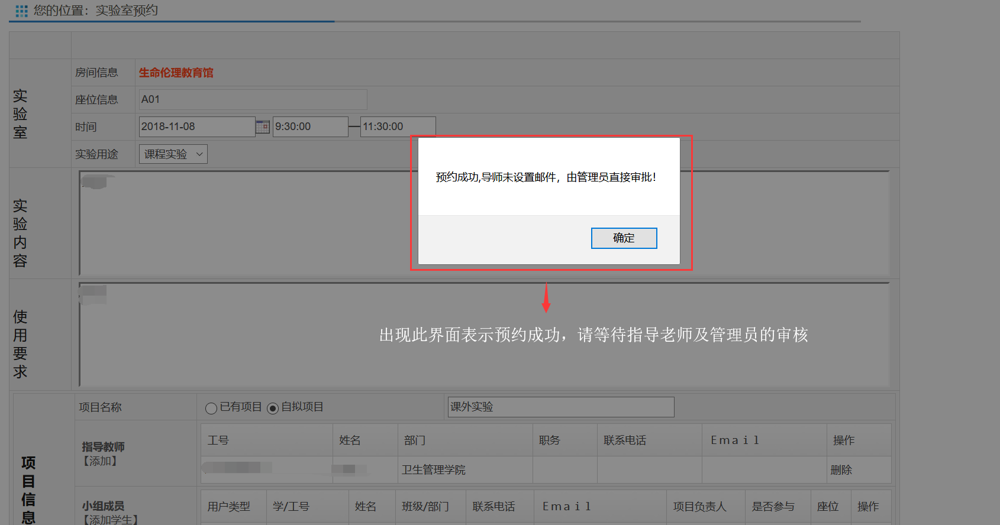 您的位置：实验室预约
实验室
房间信息 生命伦理教育馆
座位信息 A01
时间 2018-11-08 9:30:00 — 11:30:00
实验用途 课程实验
预约成功,导师未设置邮件，由管理员直接审批！
确定
实验内容
使用要求
出现此界面表示预约成功，请等待指导老师及管理员的审核
项目信息
项目名称 已有项目 自拟项目 课外实验
指导教师
【添加】
工号 姓名 部门 职务 联系电话 Email 操作
卫生管理学院 删除
小组成员
【添加学生】
用户类型 学/工号 姓名 班级/部门 联系电话 Email 项目负责人 是否参与 座位 操作